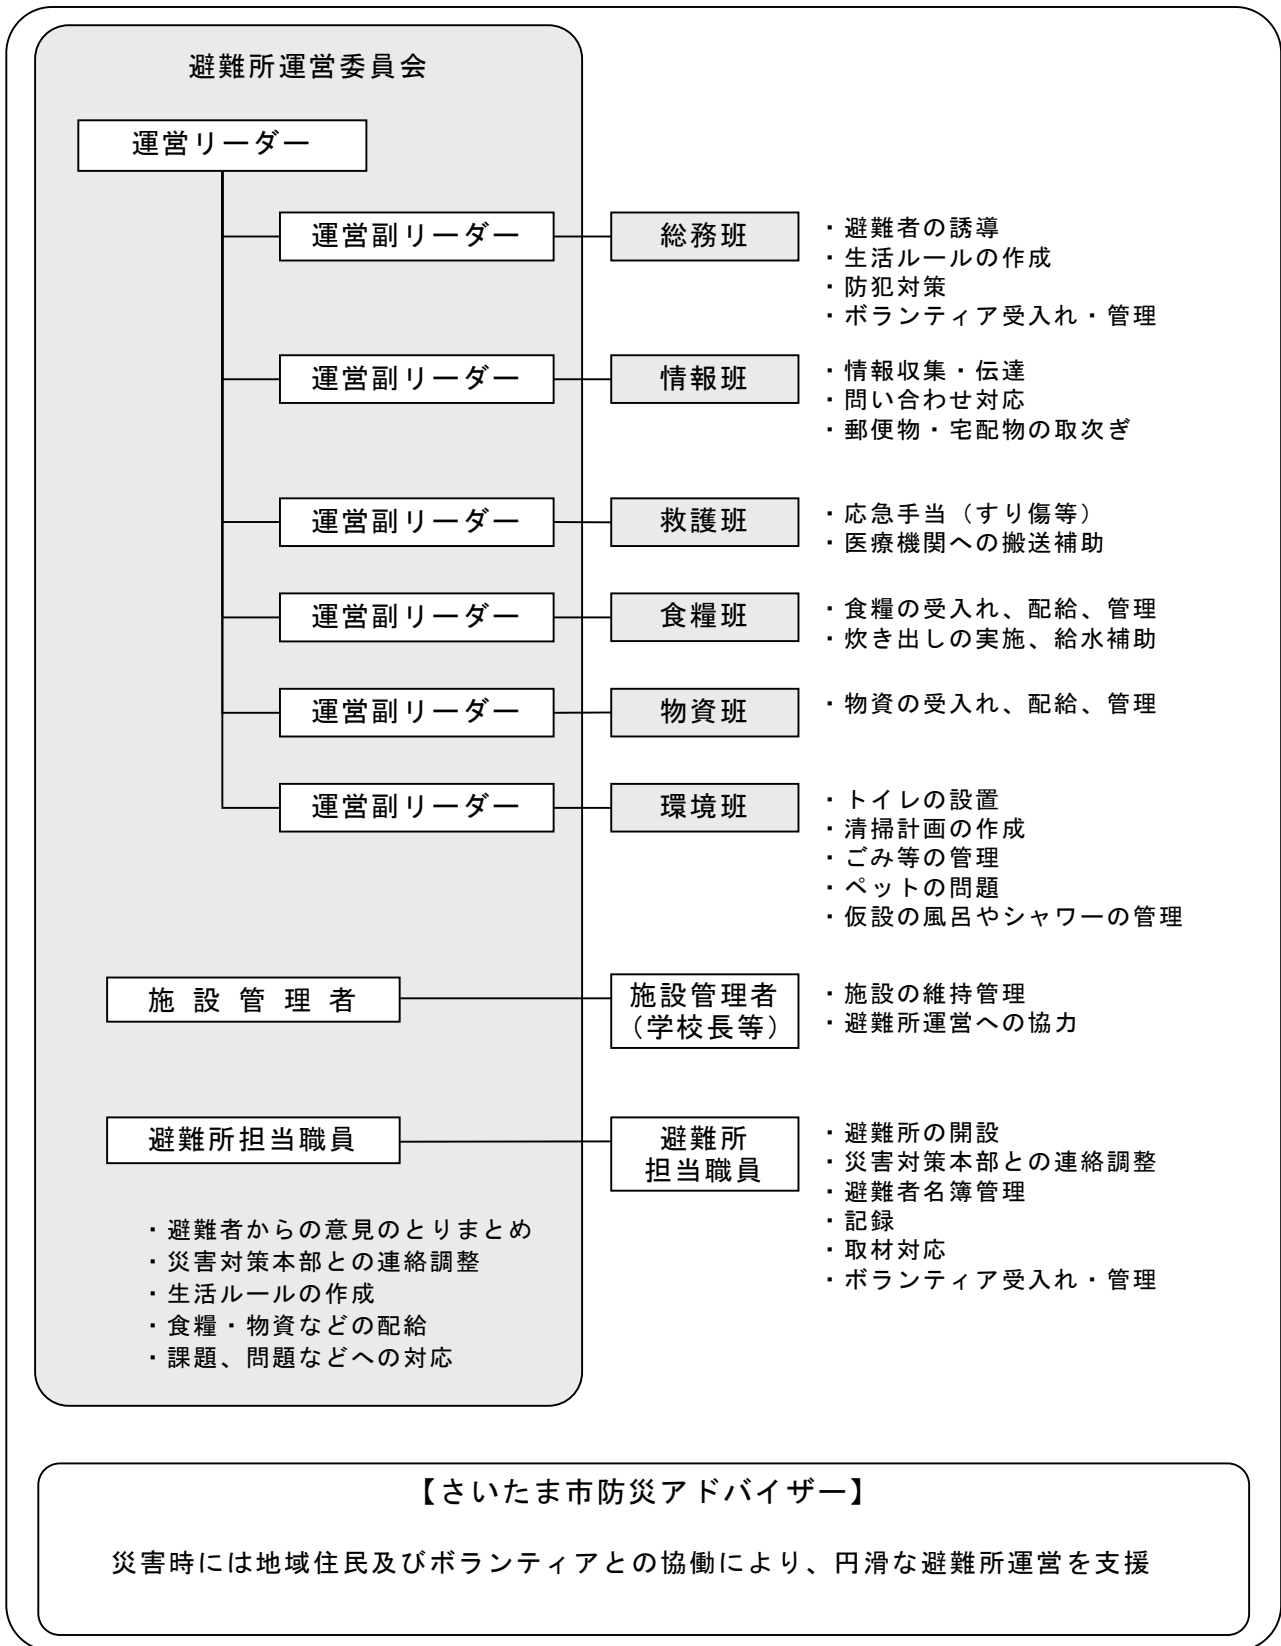 避難所運営委員会
運営リーダー
運営副リーダー
総務班
・避難者の誘導
・生活ルールの作成
・防犯対策
・ボランティア受入れ・管理
運営副リーダー
情報班
・情報収集・伝達
・問い合わせ対応
・郵便物・宅配物の取次ぎ
運営副リーダー
救護班
・応急手当（すり傷等）
・医療機関への搬送補助
運営副リーダー
食糧班
・食糧の受入れ、配給、管理
・炊き出しの実施、給水補助
運営副リーダー
物資班
・物資の受入れ、配給、管理
運営副リーダー
環境班
・トイレの設置
・清掃計画の作成
・ごみ等の管理
・ペットの問題
・仮設の風呂やシャワーの管理
施設管理者
施設管理者
（学校長等）
・施設の維持管理
・避難所運営への協力
避難所担当職員
避難所
担当職員
・避難所の開設
・災害対策本部との連絡調整
・避難者名簿管理
・記録
・取材対応
・ボランティア受入れ・管理
・避難者からの意見のとりまとめ
・災害対策本部との連絡調整
・生活ルールの作成
・食糧・物資などの配給
・課題、問題などへの対応
【さいたま市防災アドバイザー】
災害時には地域住民及びボランティアとの協働により、円滑な避難所運営を支援